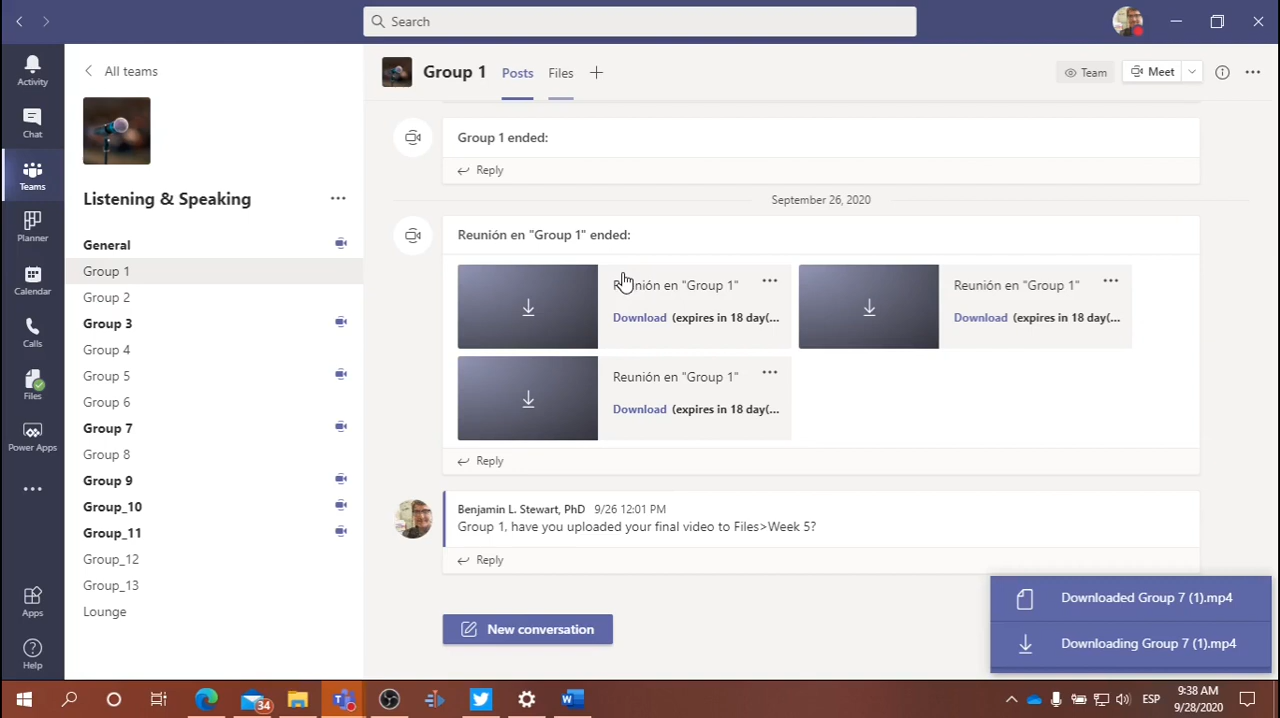 Search
Activity
Chat
Teams
Planner
Calendar
Calls
Files
Power Apps
Apps
Help
All teams
Listening & Speaking
General
Group 1
Group 2
Group 3
Group 4
Group 5
Group 6
Group 7
Group 8
Group 9
Group_10
Group_11
Group_12
Group_13
Lounge
Group 1 Posts Files
Team Meet
Group 1 ended:
Reply
September 26, 2020
Reunión en "Group 1" ended:
Reunión en "Group 1"
Download (expires in 18 day(...
Reunión en "Group 1"
Download (expires in 18 day(...
Reunión en "Group 1"
Download (expires in 18 day(...
Reply
Benjamin L. Stewart, PhD 9/26 12:01 PM
Group 1, have you uploaded your final video to Files>Week 5?
Reply
New conversation
Downloaded Group 7 (1).mp4
Downloading Group 7 (1).mp4
34
ESP
9:38 AM
9/28/2020